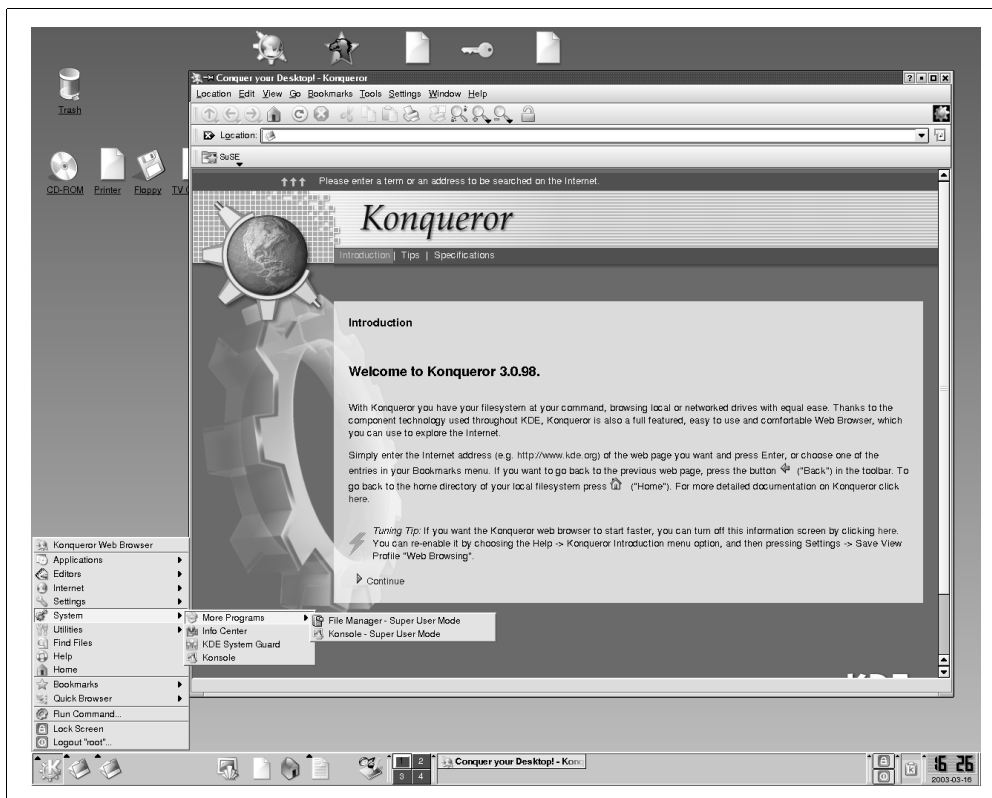 Trash
CD-ROM
Printer
Floppy
TV
Conquer your Desktop! - Konqueror
Location Edit View Go Bookmarks Tools Settings Window Help
Location:
SuSE
Please enter a term or an address to be searched on the Internet.
Konqueror
Introduction | Tips | Specifications
Introduction
Welcome to Konqueror 3.0.98.
With Konqueror you have your filesystem at your command, browsing local or networked drives with equal ease. Thanks to the
component technology used throughout KDE, Konqueror is also a full featured, easy to use and comfortable Web Browser, which
you can use to explore the Internet.
Simply enter the Internet address (e.g. http://www.kde.org) of the web page you want and press Enter, or choose one of the
entries in your Bookmarks menu. If you want to go back to the previous web page, press the button ("Back") in the toolbar. To
go back to the home directory of your local filesystem press ("Home"). For more detailed documentation on Konqueror click
here.
Tuning Tip: If you want the Konqueror web browser to start faster, you can turn off this information screen by clicking here.
You can re-enable it by choosing the Help -> Konqueror Introduction menu option, and then pressing Settings -> Save View
Profile "Web Browsing".
Continue
Konqueror Web Browser
Applications
Editors
Internet
Settings
System
Utilities
Find Files
Help
Home
Bookmarks
Quick Browser
Run Command...
Lock Screen
Logout "root"...
More Programs
Info Center
KDE System Guard
Konsole
File Manager - Super User Mode
Konsole - Super User Mode
1 2
3 4
Conquer your Desktop! - Kon
16 26
2003-03-16